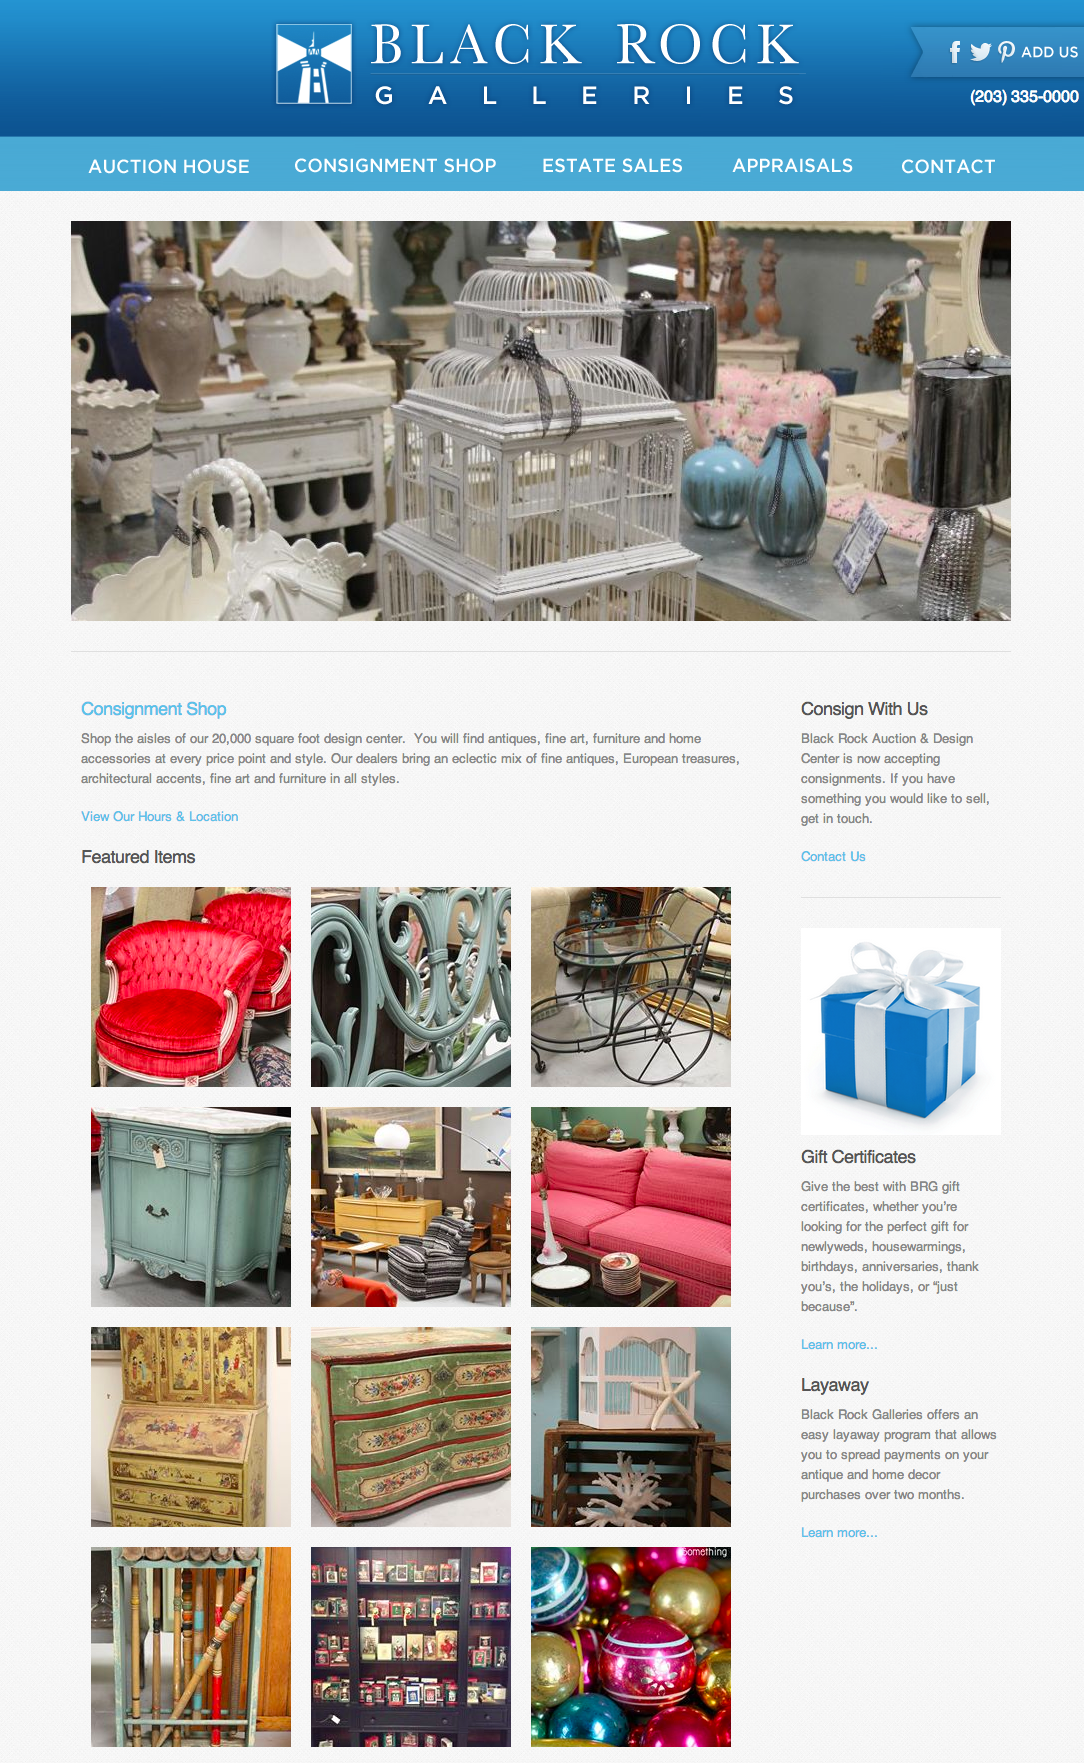 BLACK ROCK
GALLERIES
ADD US
(203) 335-0000
AUCTION HOUSE
CONSIGNMENT SHOP
ESTATE SALES
APPRAISALS
CONTACT
Consignment Shop
Shop the aisles of our 20,000 square foot design center. You will find antiques, fine art, furniture and home
accessories at every price point and style. Our dealers bring an eclectic mix of fine antiques, European treasures,
architectural accents, fine art and furniture in all styles.
View Our Hours & Location
Featured Items
something
Consign With Us
Black Rock Auction & Design
Center is now accepting
consignments. If you have
something you would like to sell,
get in touch.
Contact Us
Gift Certificates
Give the best with BRG gift
certificates, whether you're
looking for the perfect gift for
newlyweds, housewarmings,
birthdays, anniversaries, thank
you's, the holidays, or “just
because”.
Learn more...
Layaway
Black Rock Galleries offers an
easy layaway program that allows
you to spread payments on your
antique and home decor
purchases over two months.
Learn more...